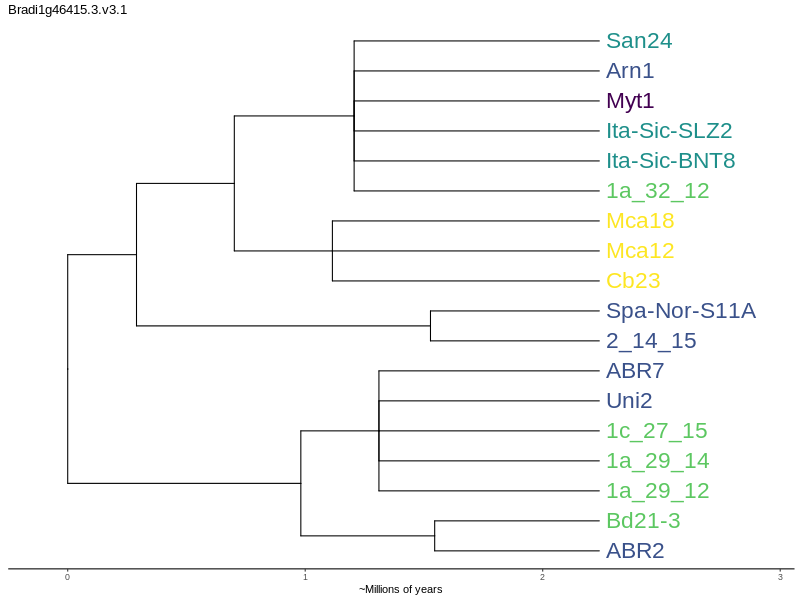 Bradi1g46415.3.v3.1
San24
Arn1
Myt1
Ita-Sic-SLZ2
Ita-Sic-BNT8
1a_32_12
Mca18
Mca12
Cb23
Spa-Nor-S11A
2_14_15
ABR7
Uni2
1c_27_15
1a_29_14
1a_29_12
Bd21-3
ABR2
0 1 2 3
~Millions of years